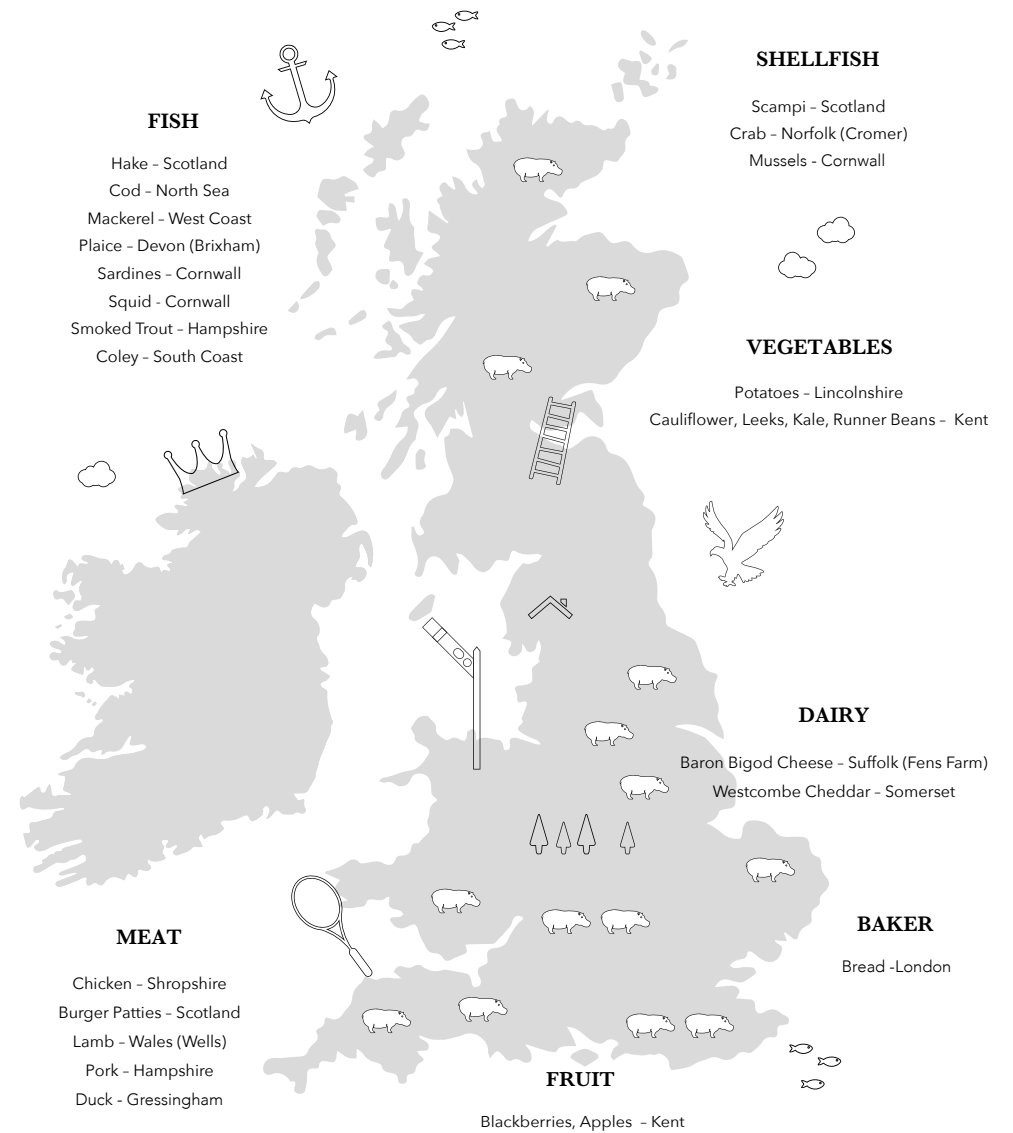 SHELLFISH
Scampi – Scotland
Crab – Norfolk (Cromer)
Mussels - Cornwall
FISH
Hake – Scotland
Cod – North Sea
Mackerel – West Coast
Plaice – Devon (Brixham)
Sardines – Cornwall
Squid - Cornwall
Smoked Trout – Hampshire
Coley – South Coast
VEGETABLES
Potatoes – Lincolnshire
Cauliflower, Leeks, Kale, Runner Beans – Kent
DAIRY
Baron Bigod Cheese – Suffolk (Fens Farm)
Westcombe Cheddar – Somerset
BAKER
Bread -London
MEAT
Chicken – Shropshire
Burger Patties – Scotland
Lamb – Wales (Wells)
Pork – Hampshire
Duck - Gressingham
FRUIT
Blackberries, Apples – Kent